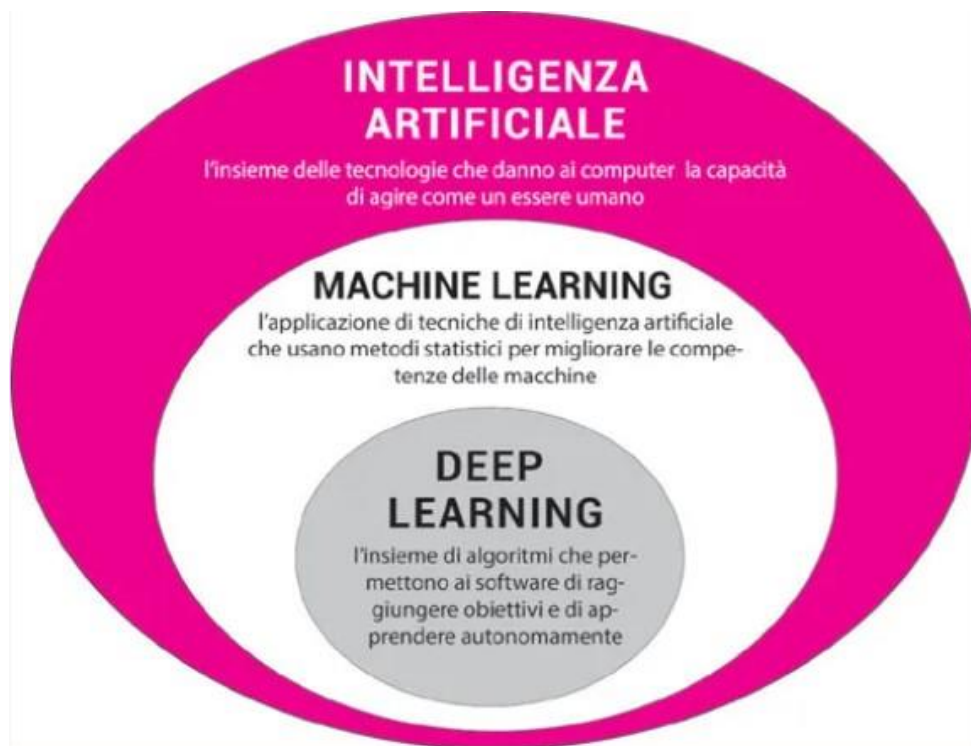 INTELLIGENZA
ARTIFICIALE
l'insieme delle tecnologie che danno ai computer la capacità
di agire come un essere umano
MACHINE LEARNING
l'applicazione di tecniche di intelligenza artificiale
che usano metodi statistici per migliorare le compe-
tenze delle macchine
DEEP
LEARNING
l'insieme di algoritmi che per-
mettono ai software di rag-
giungere obiettivi e di ap-
prendere autonomamente